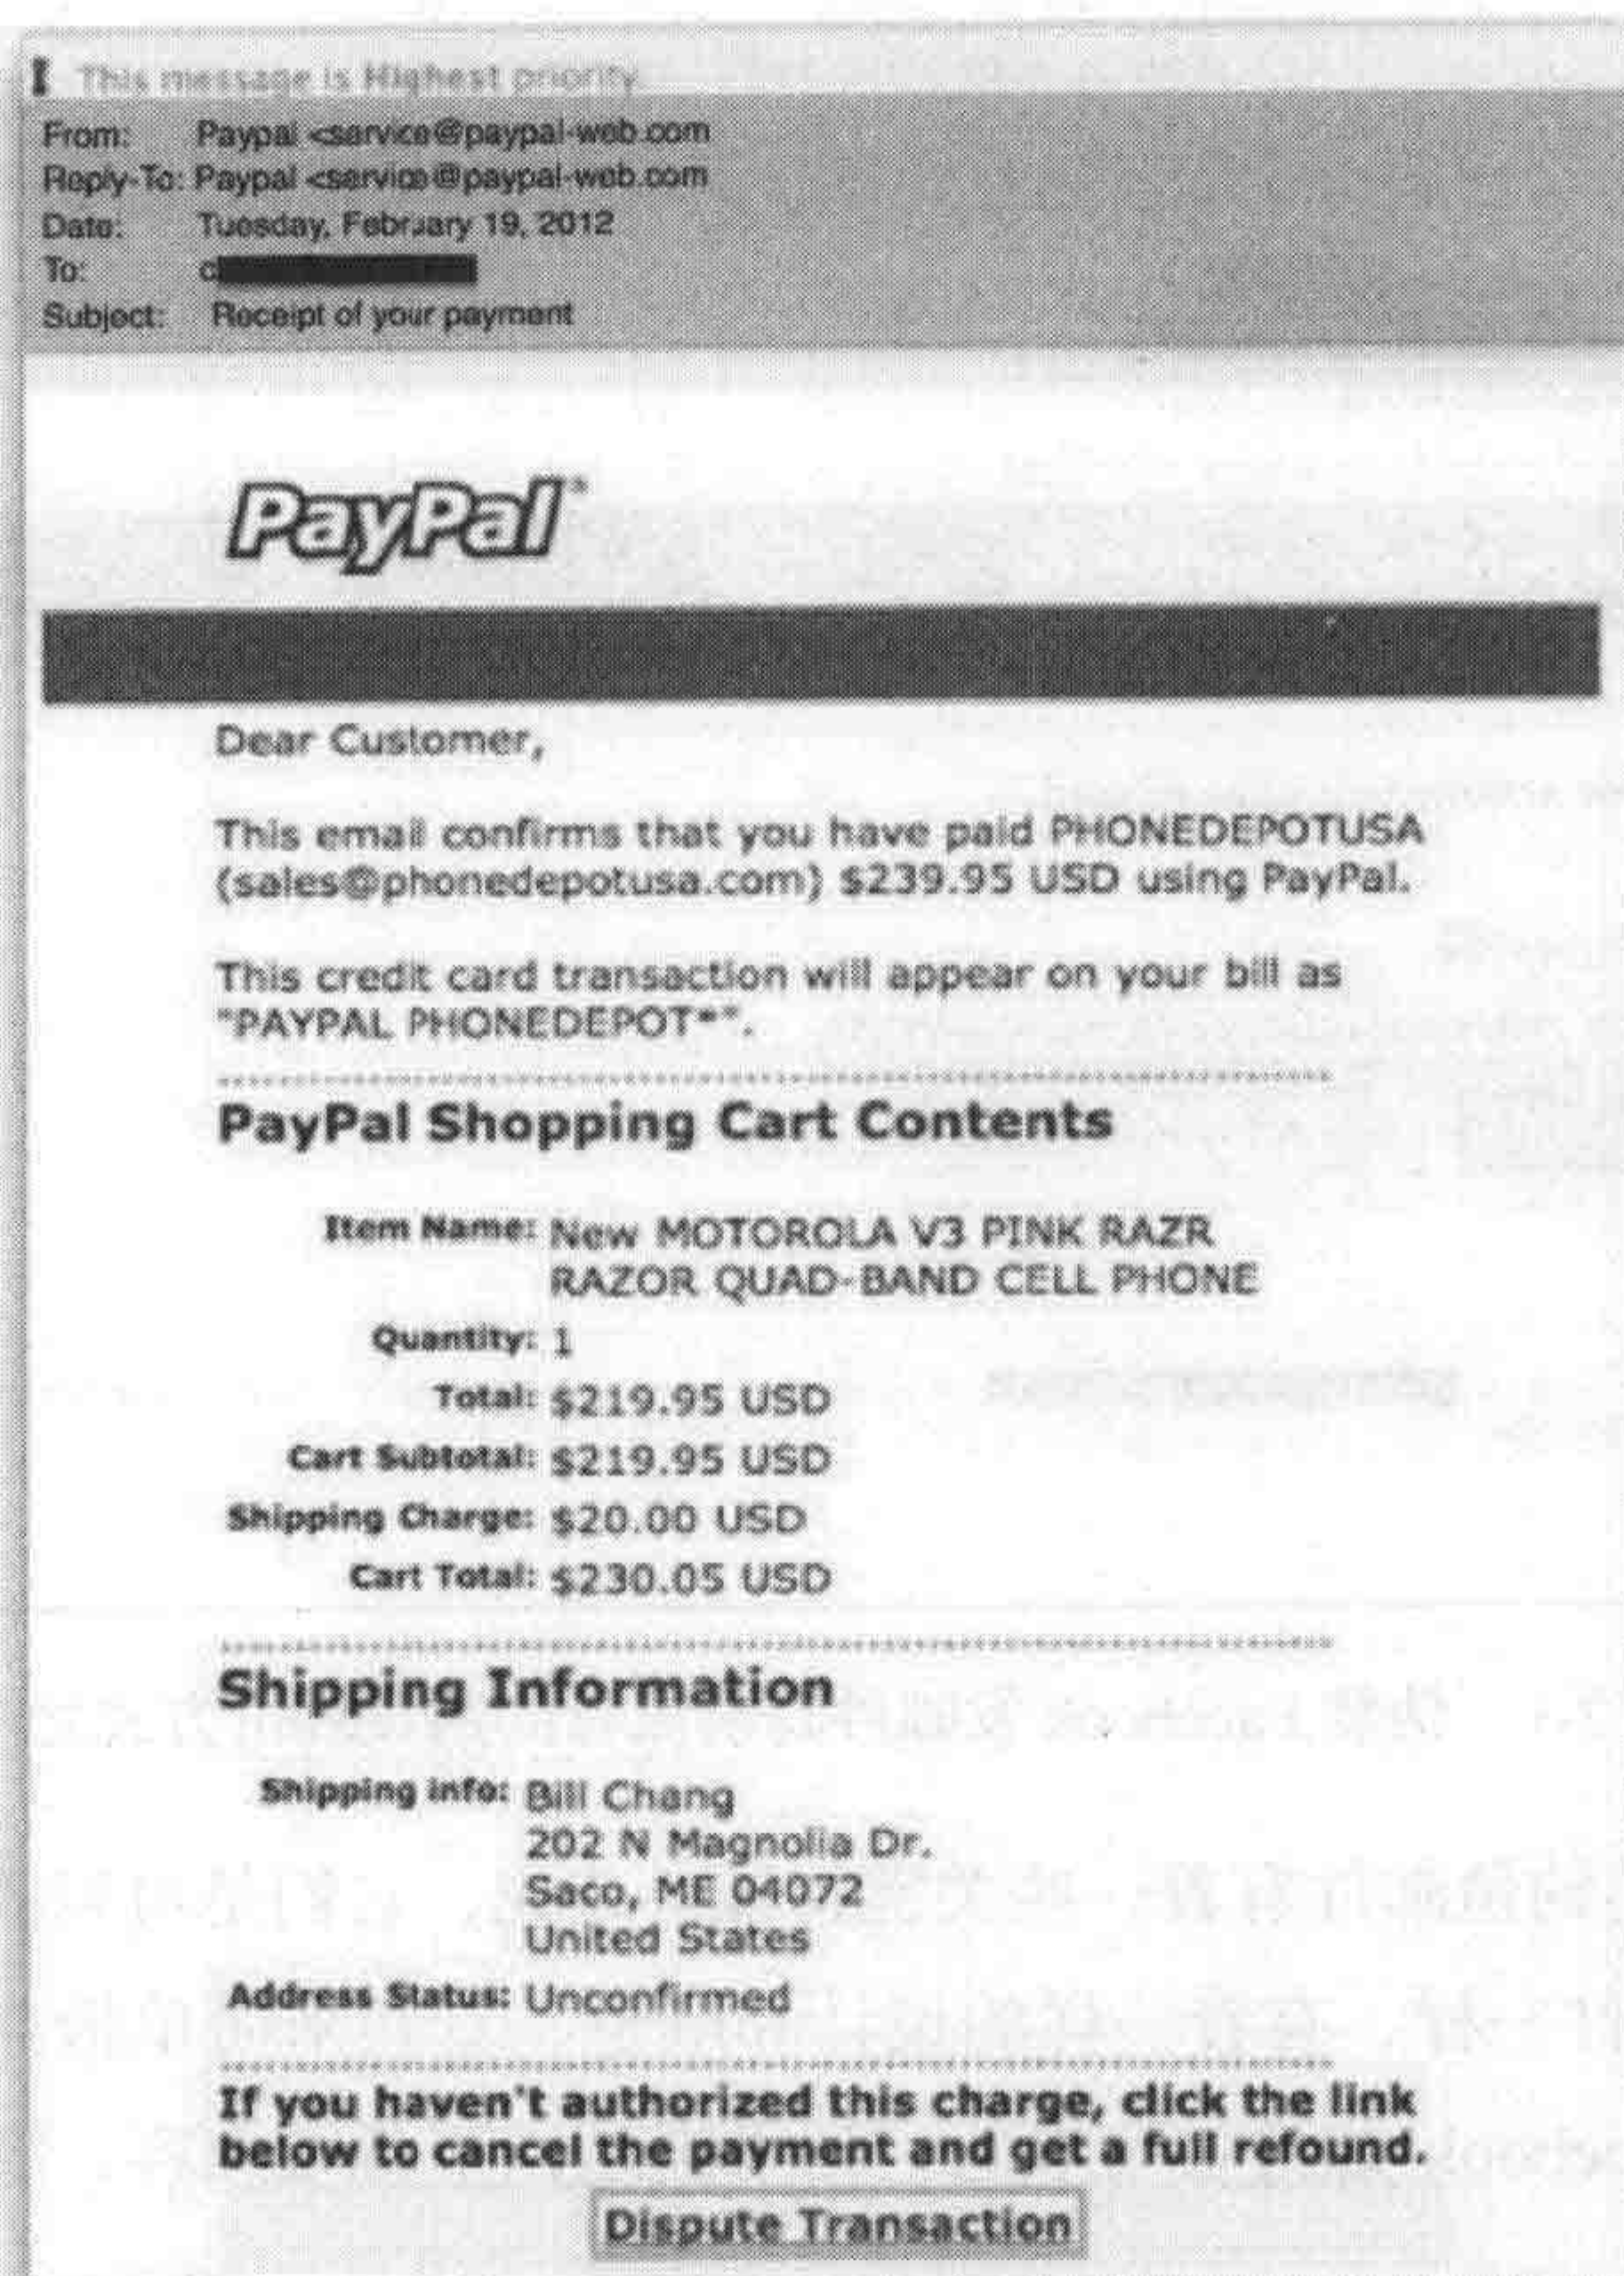 This message is Highest priority
From: Paypal <service@paypal-web.com
Reply-To: Paypal <service@paypal-web.com
Date: Tuesday, February 19, 2012
To: c
Subject: Receipt of your payment
PayPal
Dear Customer,
This email confirms that you have paid PHONEDEPOTUSA
(sales@phonedepotusa.com) $239.95 USD using PayPal.
This credit card transaction will appear on your bill as
"PAYPAL PHONEDEPOT*".
PayPal Shopping Cart Contents
Item Name: New MOTOROLA V3 PINK RAZR
RAZOR QUAD-BAND CELL PHONE
Quantity: 1
Total: $219.95 USD
Cart Subtotal: $219.95 USD
Shipping Charge: $20.00 USD
Cart Total: $230.05 USD
Shipping Information
Shipping info: Bill Chang
202 N Magnolia Dr.
Saco, ME 04072
United States
Address Status: Unconfirmed
If you haven't authorized this charge, click the link
below to cancel the payment and get a full refound.
Dispute Transaction